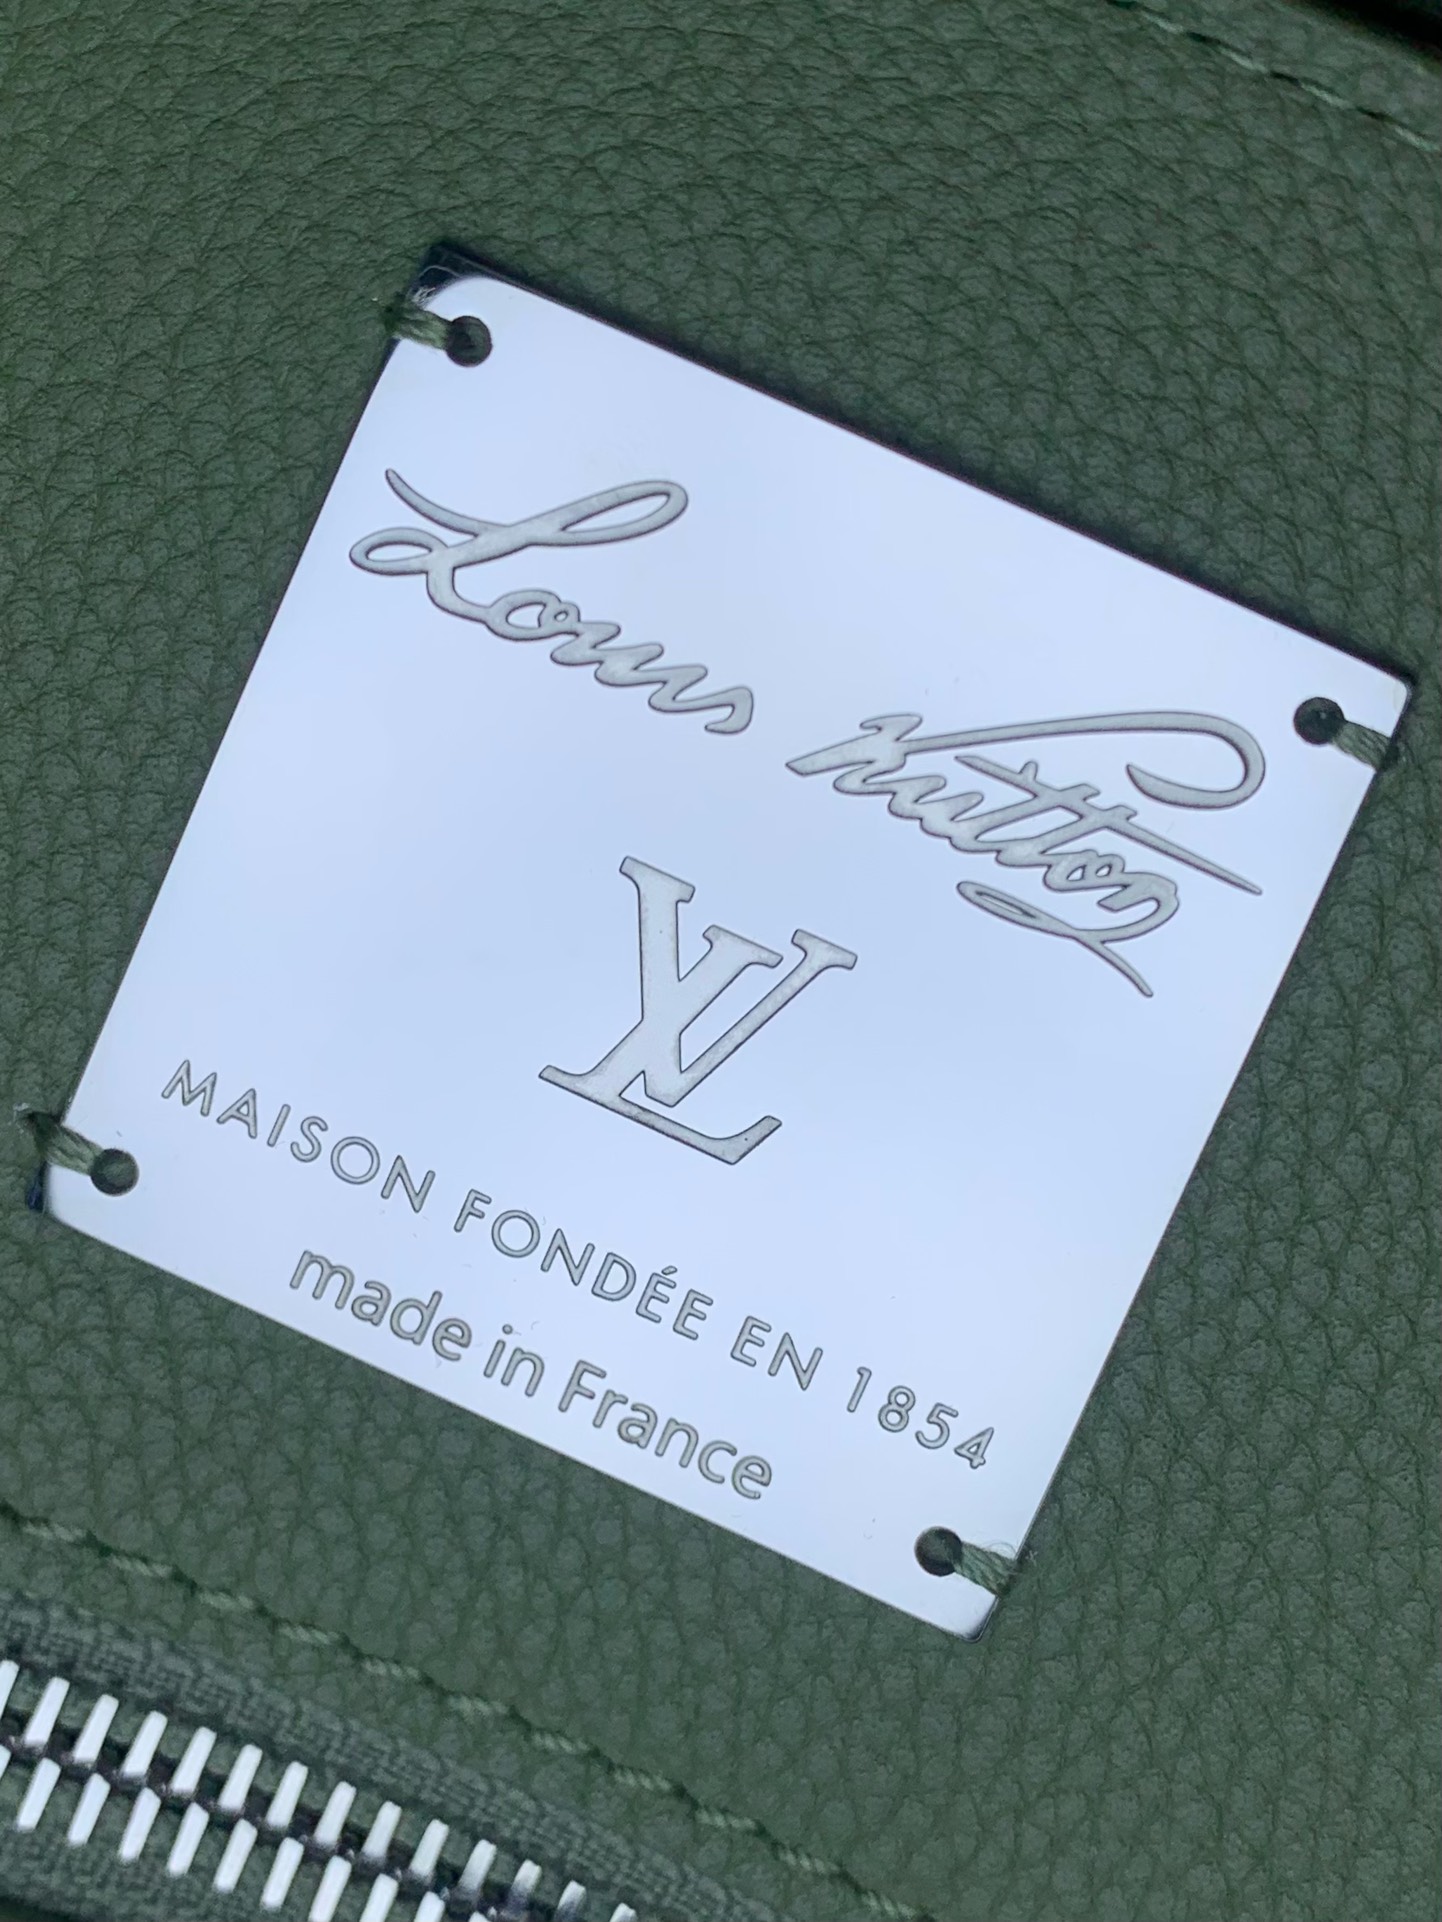 Louis Vuitton
LV
MAISON FONDÉE EN 1854
made in France